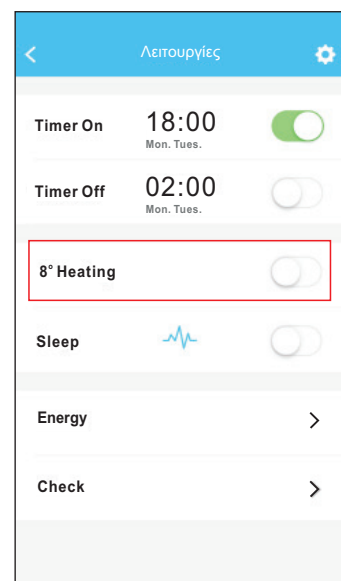 Λειτουργίες
Timer On 18:00
Mon. Tues.
Timer Off 02:00
Mon. Tues.
8° Heating
Sleep
Energy
Check